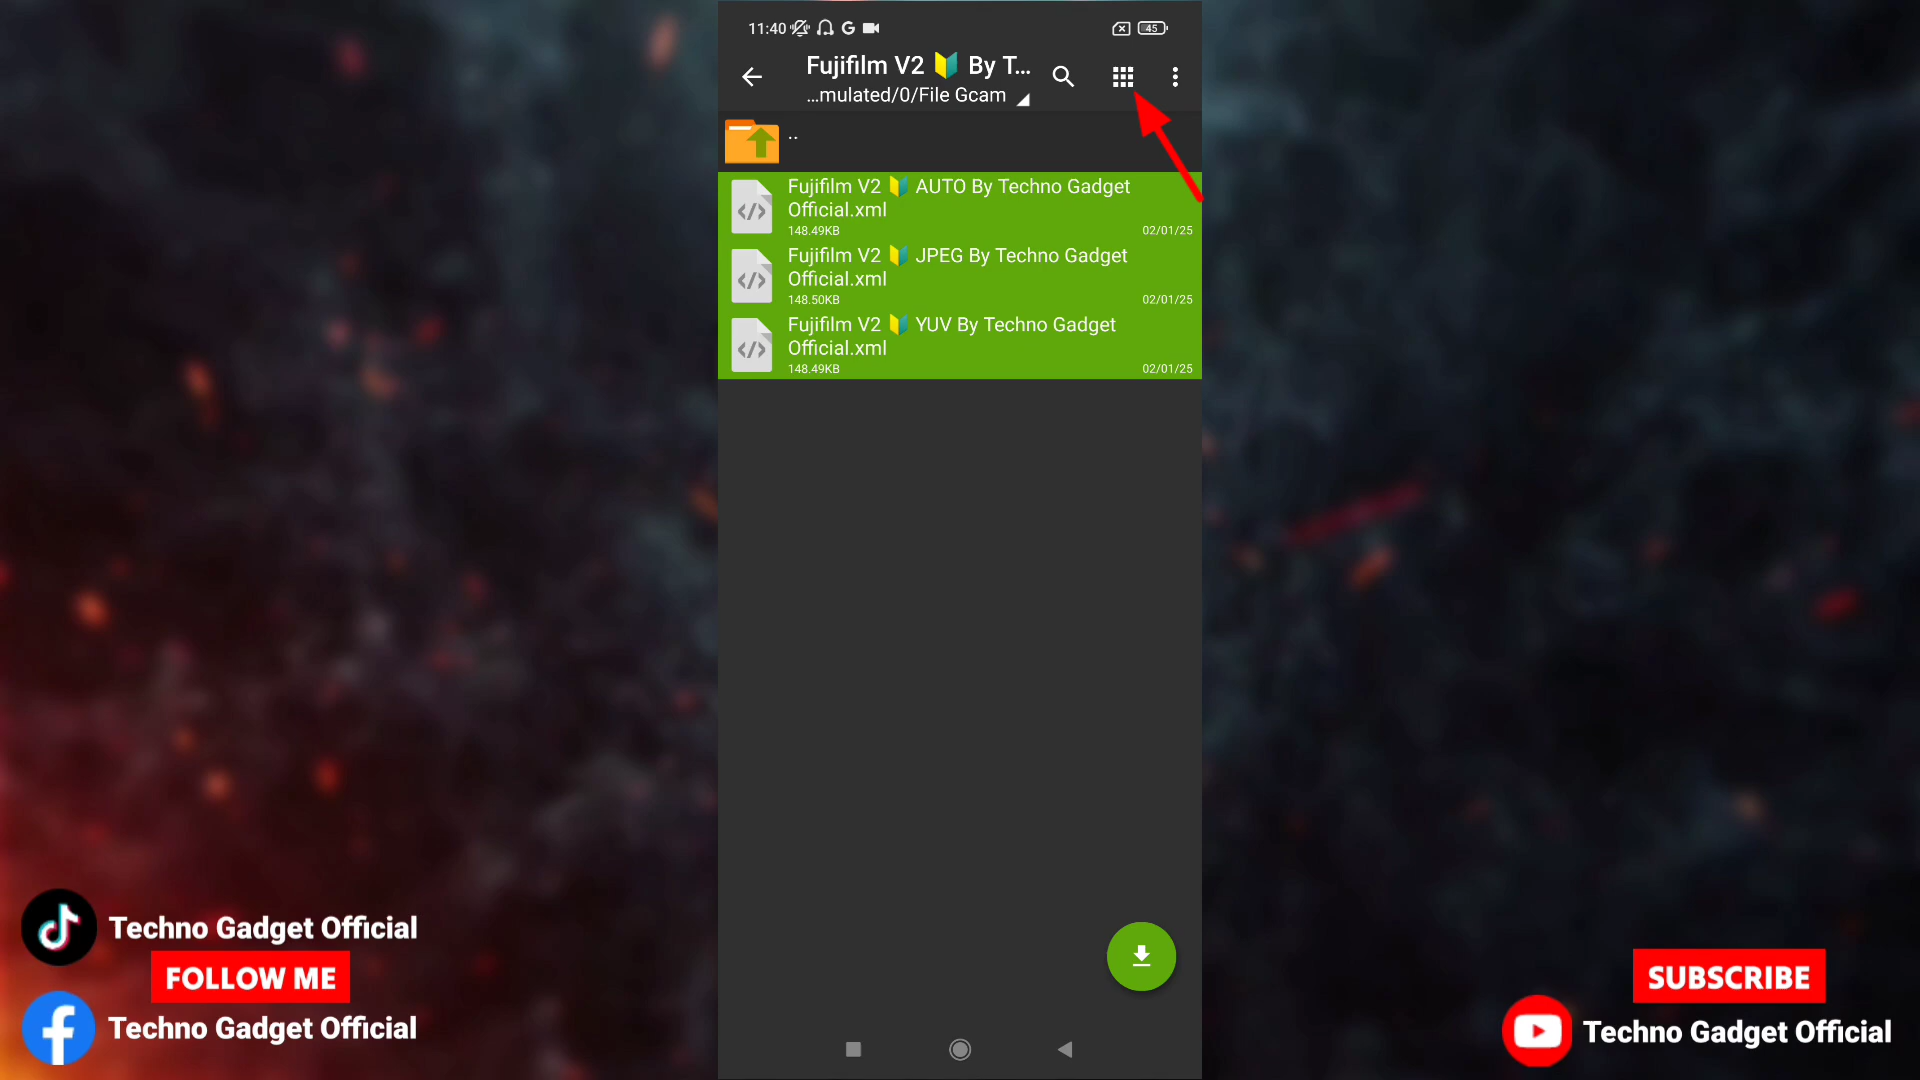 11:40
45
Fujifilm V2 🔰 By T...
...mulated/0/File Gcam
..
Fujifilm V2 🔰 AUTO By Techno Gadget
Official.xml
148.49KB
02/01/25
Fujifilm V2 🔰 JPEG By Techno Gadget
Official.xml
148.50KB
02/01/25
Fujifilm V2 🔰 YUV By Techno Gadget
Official.xml
148.49KB
02/01/25
Techno Gadget Official
FOLLOW ME
Techno Gadget Official
SUBSCRIBE
Techno Gadget Official